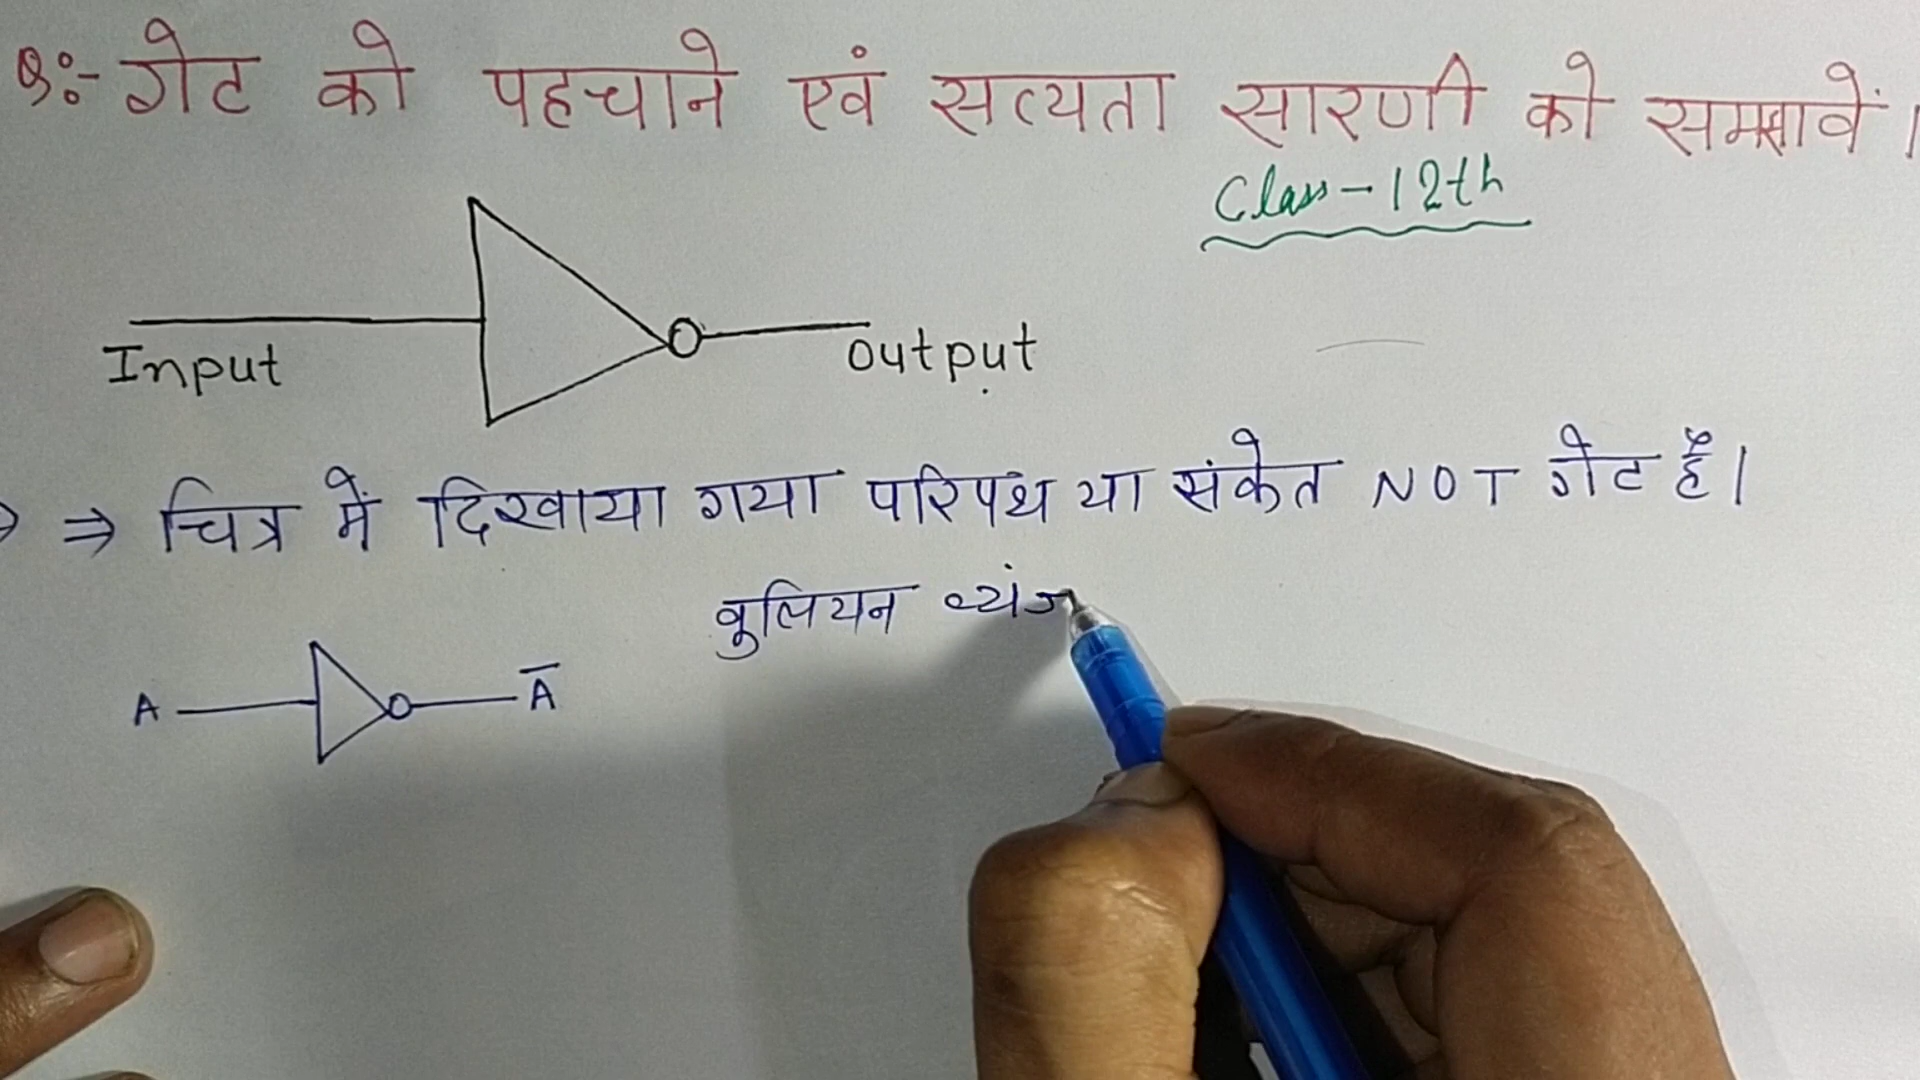 Q:- गेट को पहचाने एवं सत्यता सारणी को समझावें।
Class-12th
Input
Output
⇒ चित्र में दिखाया गया परिपथ या संकेत NOT गेट है।
बुलियन व्यंज
A
A̅